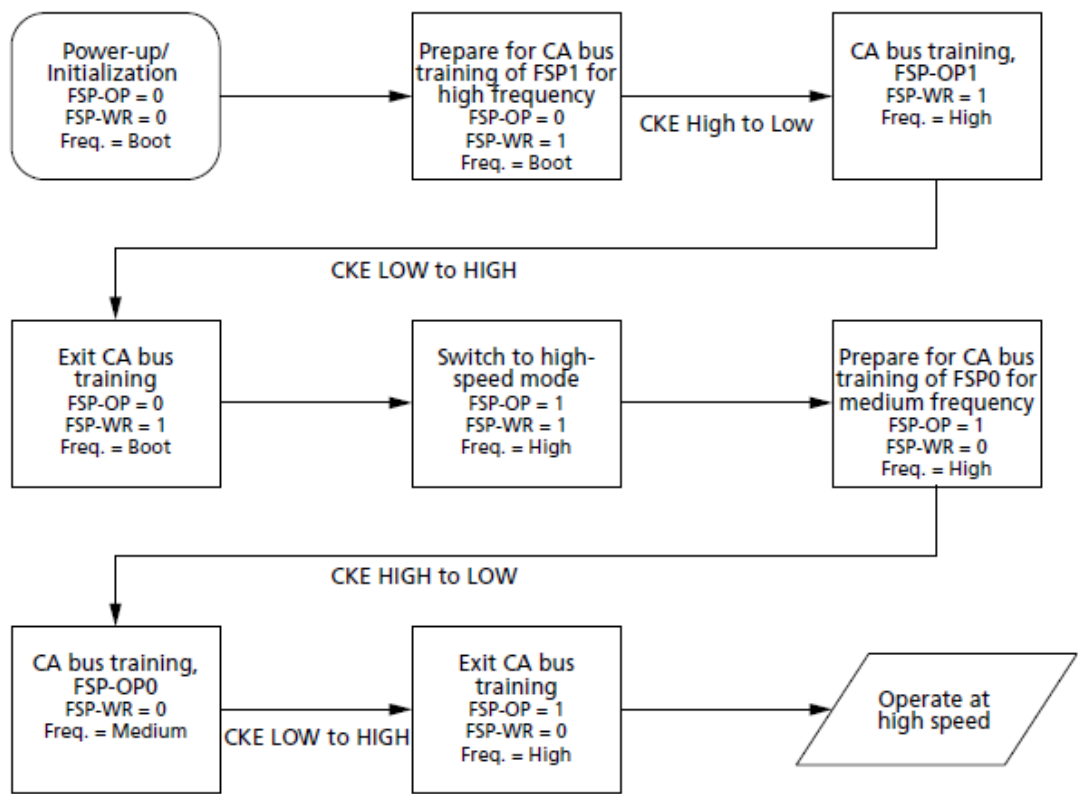 Power-up/
Initialization
FSP-OP = 0
FSP-WR = 0
Freq. = Boot
Prepare for CA bus
training of FSP1 for
high frequency
FSP-OP = 0
FSP-WR = 1
Freq. = Boot
CKE High to Low
CA bus training,
FSP-OP1
FSP-WR = 1
Freq. = High
CKE LOW to HIGH
Exit CA bus
training
FSP-OP = 0
FSP-WR = 1
Freq. = Boot
Switch to high-
speed mode
FSP-OP = 1
FSP-WR = 1
Freq. = High
Prepare for CA bus
training of FSP0 for
medium frequency
FSP-OP = 1
FSP-WR = 0
Freq. = High
CKE HIGH to LOW
CA bus training,
FSP-OP0
FSP-WR = 0
Freq. = Medium
CKE LOW to HIGH
Exit CA bus
training
FSP-OP = 1
FSP-WR = 0
Freq. = High
Operate at
high speed